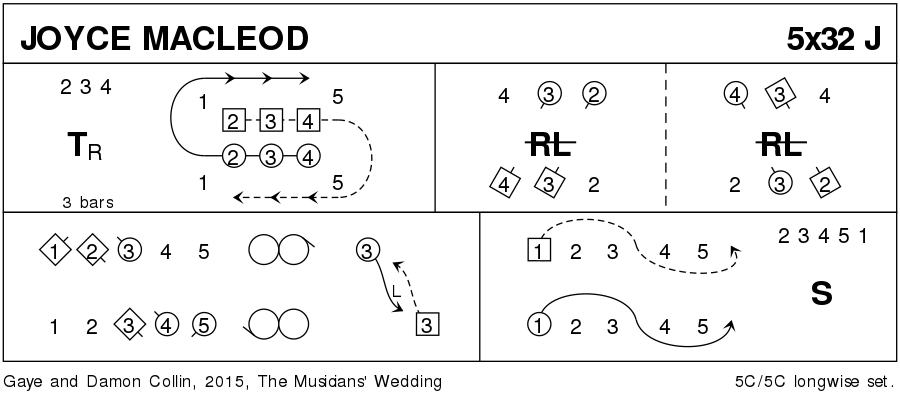 JOYCE MACLEOD 5x32 J
2 3 4
1 5
2 3 4
T R
2 3 4
1 5
3 bars
4 3 2
RL
4 3 2
4 3 4
RL
2 3 2
1 2 3 4 5
3
L
1 2 3 4 5
3
1 2 3 4 5
2 3 4 5 1
S
1 2 3 4 5
Gaye and Damon Collin, 2015, The Musicians' Wedding
5C/5C longwise set.